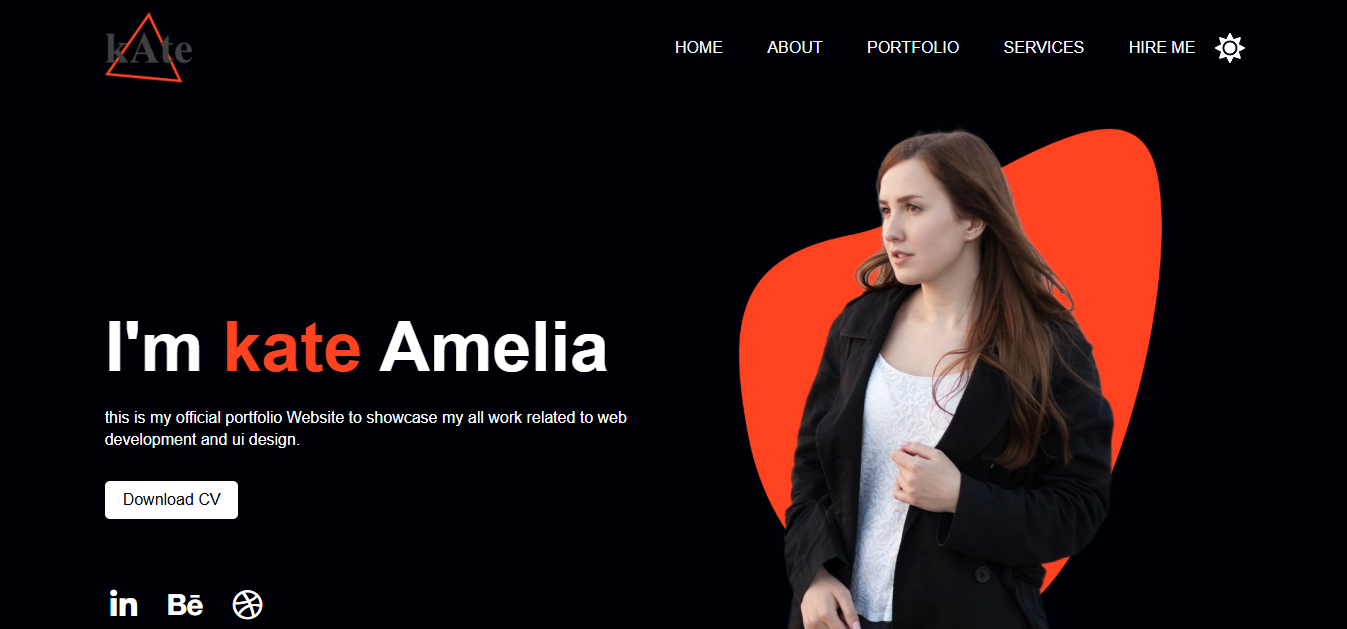 kAte
HOME ABOUT PORTFOLIO SERVICES HIRE ME
I'm kate Amelia
this is my official portfolio Website to showcase my all work related to web
development and ui design.
Download CV
in Bē